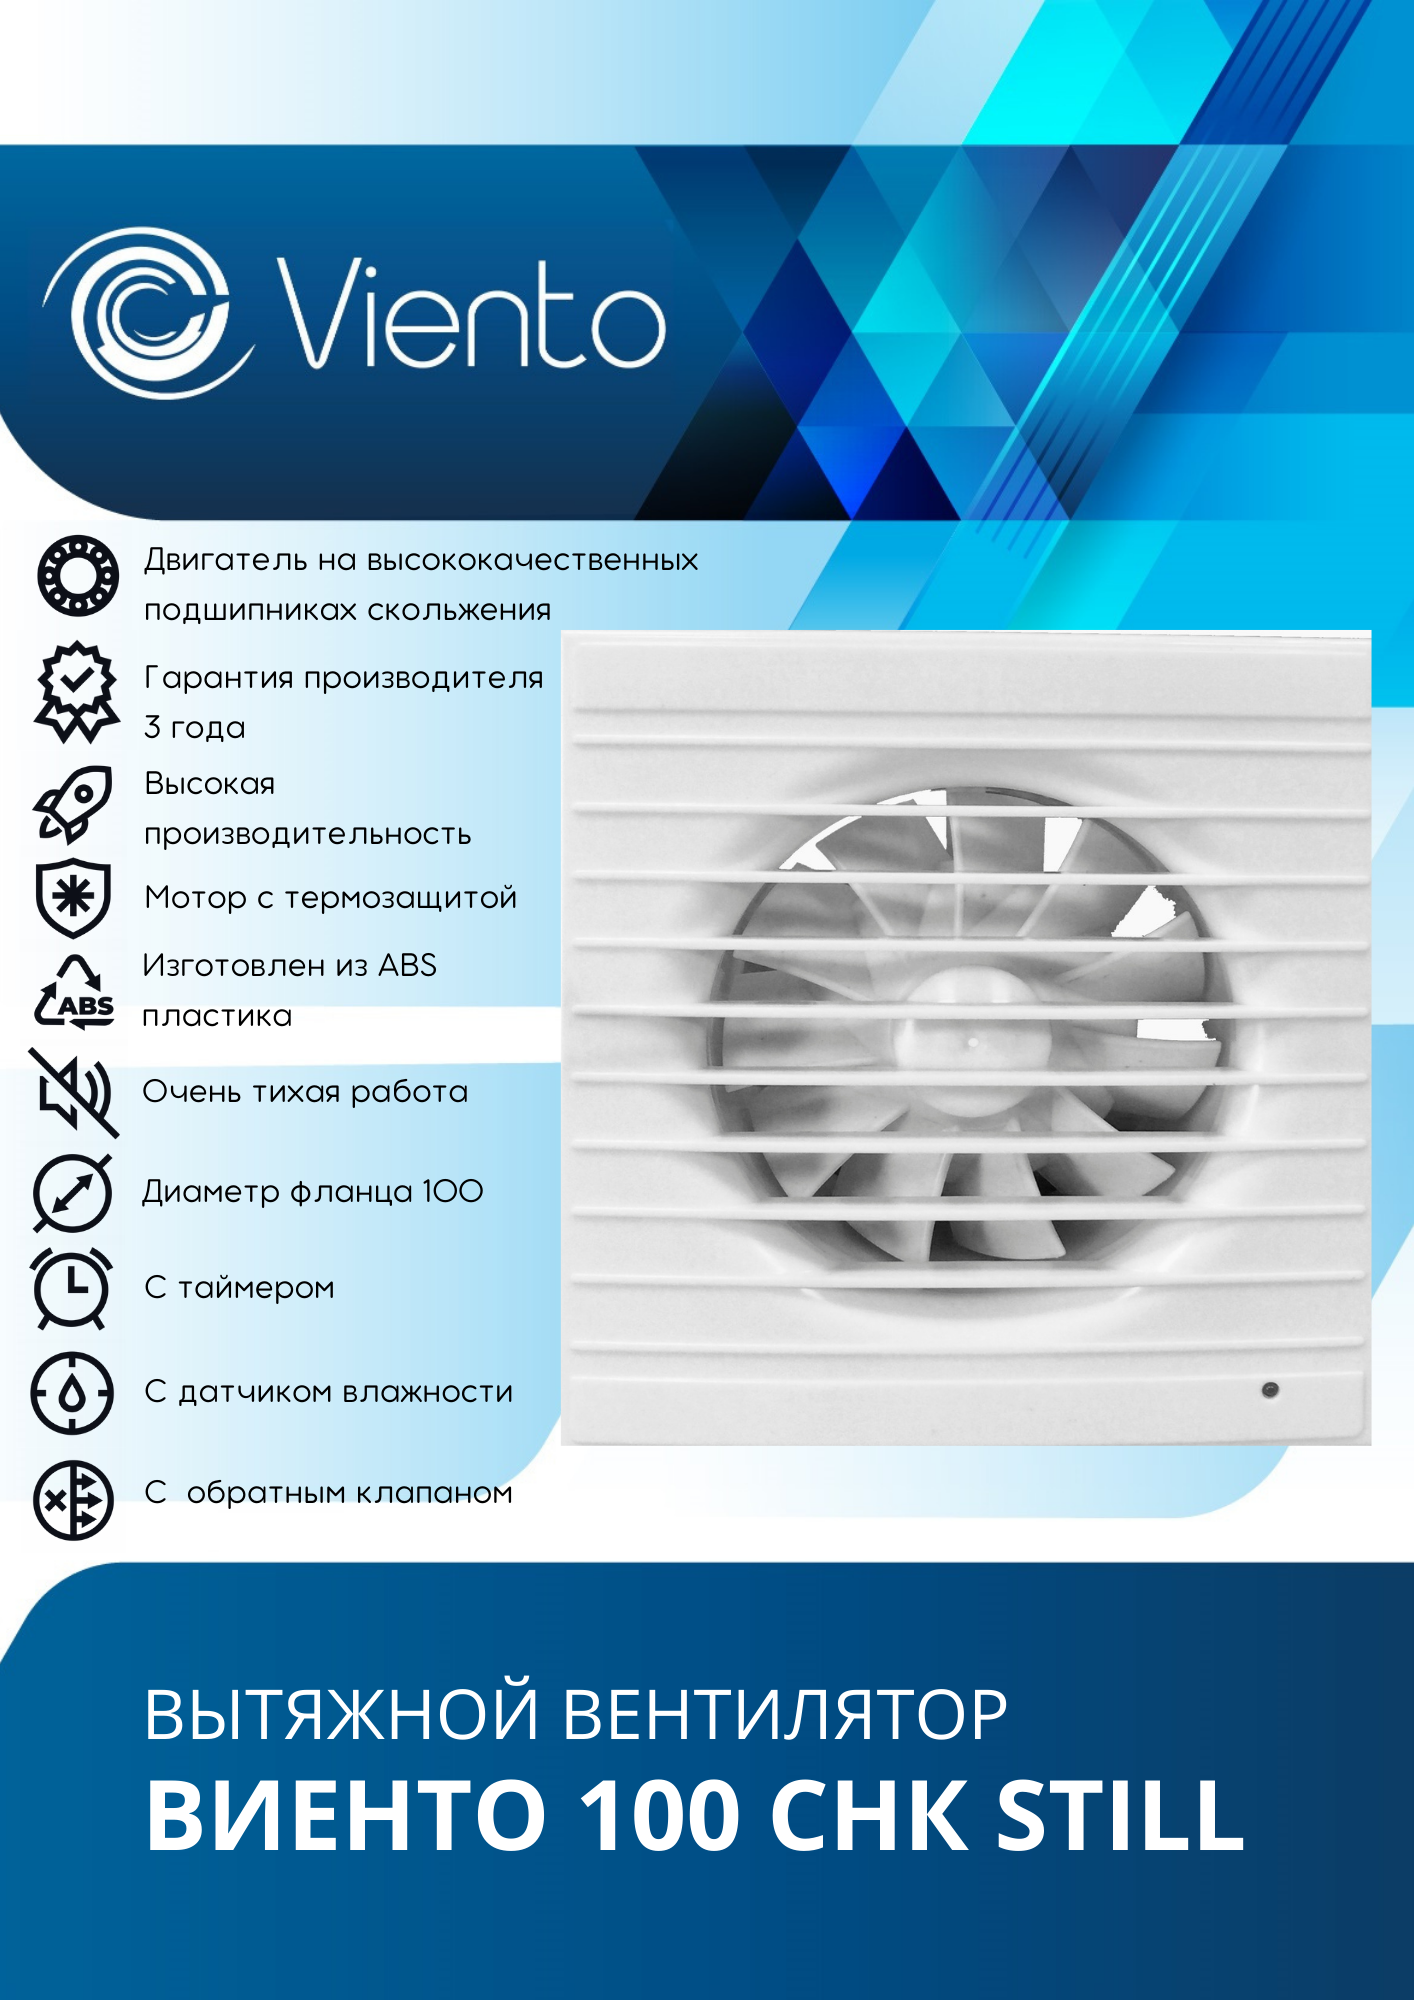 Viento
Двигатель на высококачественных
подшипниках скольжения
Гарантия производителя
3 года
Высокая
производительность
Мотор с термозащитой
Изготовлен из ABS
ABS
пластика
Очень тихая работа
Диаметр фланца 100
С таймером
С датчиком влажности
С обратным клапаном
ВЫТЯЖНОЙ ВЕНТИЛЯТОР
ВИЕНТО 100 СНК STILL